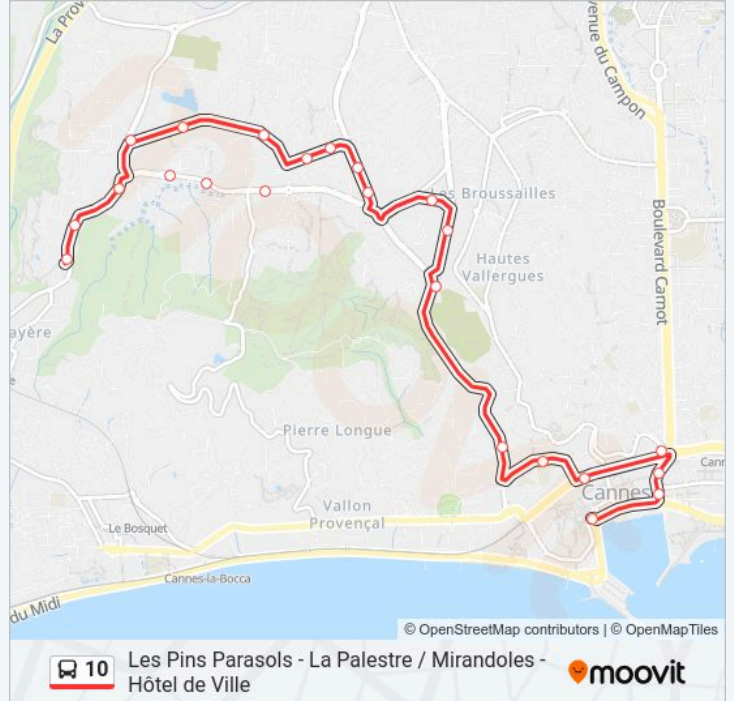 La Prov
enue du Campon
Les Broussailles
Boulevard Carnot
Hautes
Vallergues
ayère
e
Pierre Longue
Cannes
Cann
Vallon
Provençal
Le Bosquet
Cannes-la-Bocca
du Midi
© OpenStreetMap contributors | © OpenMapTiles
10
Les Pins Parasols - La Palestre / Mirandoles -
Hôtel de Ville
moovit